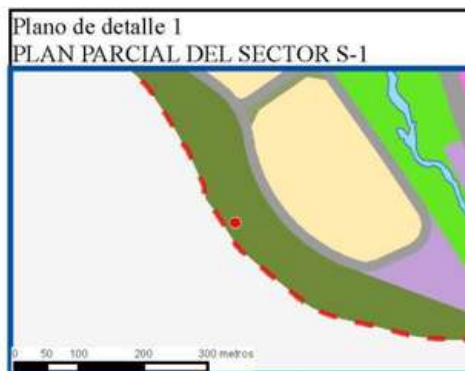 Plano de detalle 1
PLAN PARCIAL DEL SECTOR S-1
0 50 100 200 300 metros